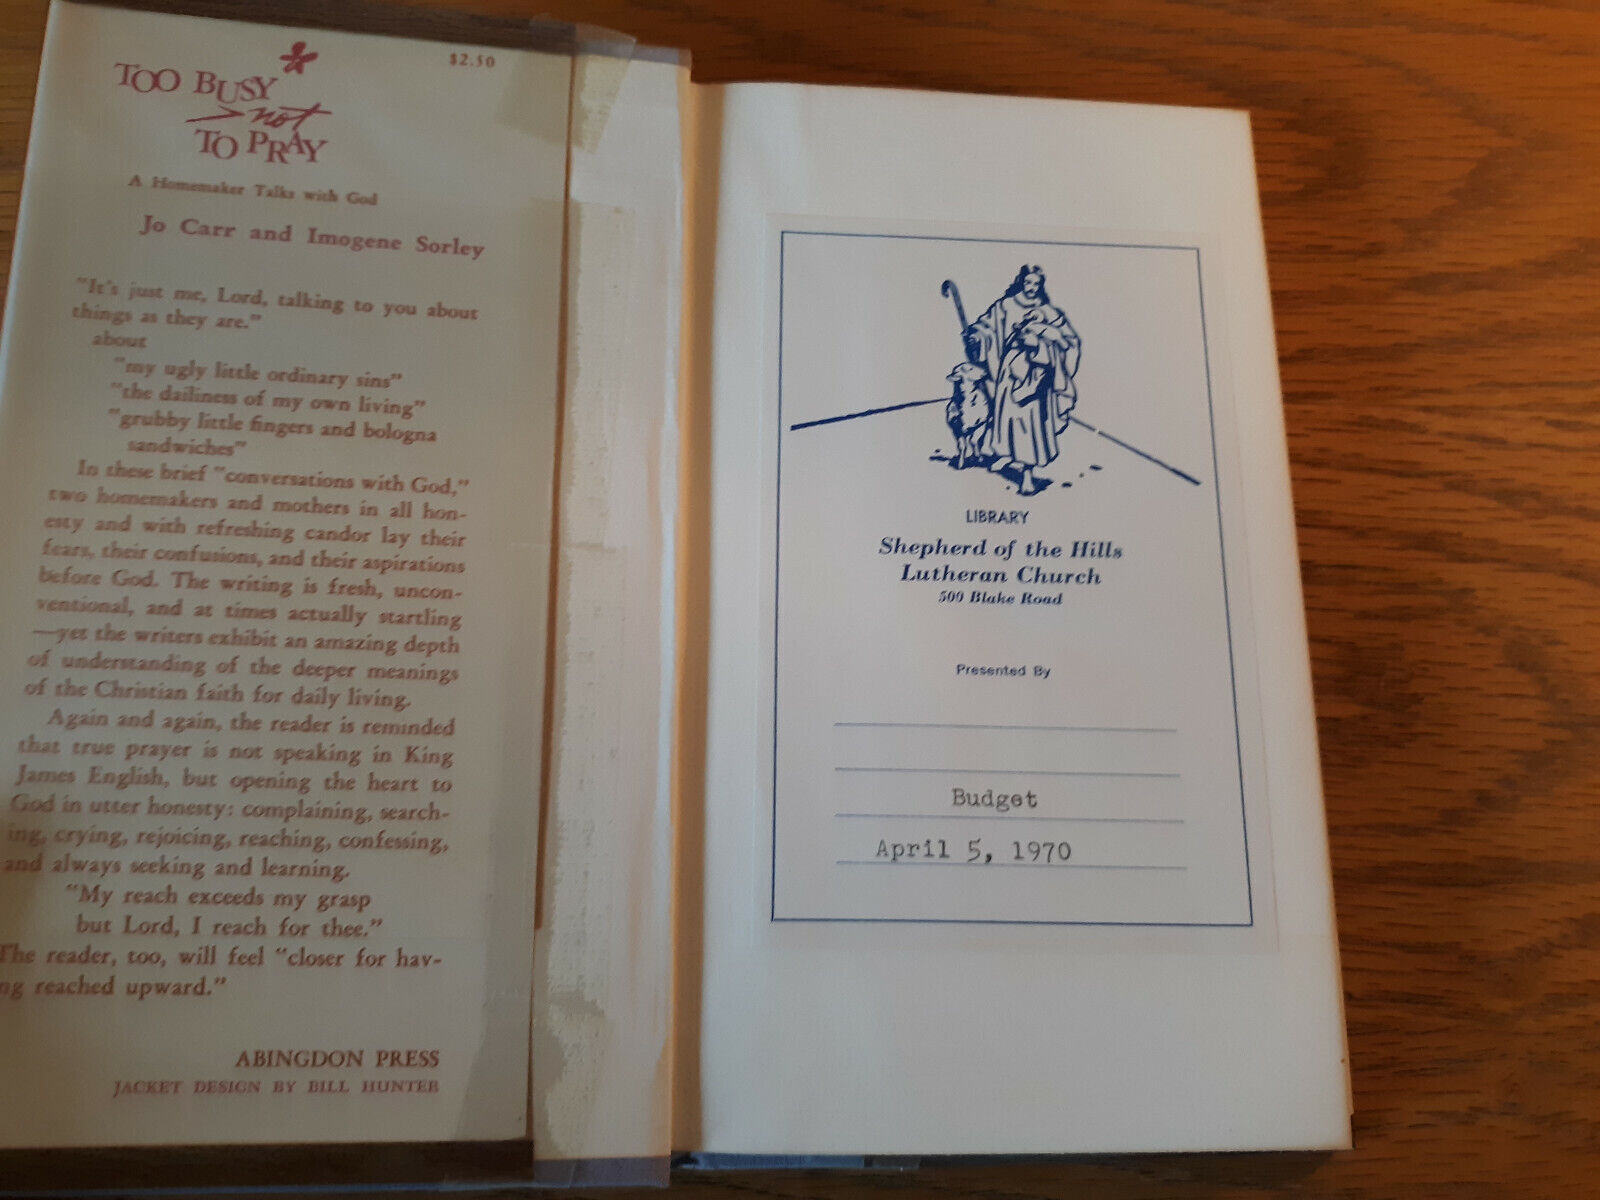 $2.50
TOO BUSY
not
TO PRAY
A Homemaker Talks with God
Jo Carr and Imogene Sorley
"It's just me, Lord, talking to you about
things as they are."
about
"my ugly little ordinary sins"
"the dailiness of my own living"
"grubby little fingers and bologna
sandwiches"
In these brief "conversations with God,"
two homemakers and mothers in all hon-
esty and with refreshing candor lay their
fears, their confusions, and their aspirations
before God. The writing is fresh, uncon-
ventional, and at times actually startling
—yet the writers exhibit an amazing depth
of understanding of the deeper meanings
of the Christian faith for daily living.
Again and again, the reader is reminded
that true prayer is not speaking in King
James English, but opening the heart to
God in utter honesty: complaining, search-
ing, crying, rejoicing, reaching, confessing,
and always seeking and learning.
"My reach exceeds my grasp
but Lord, I reach for thee."
The reader, too, will feel "closer for hav-
ng reached upward."
ABINGDON PRESS
JACKET DESIGN BY BILL HUNTER
LIBRARY
Shepherd of the Hills
Lutheran Church
500 Blake Road
Presented By
Budget
April 5, 1970